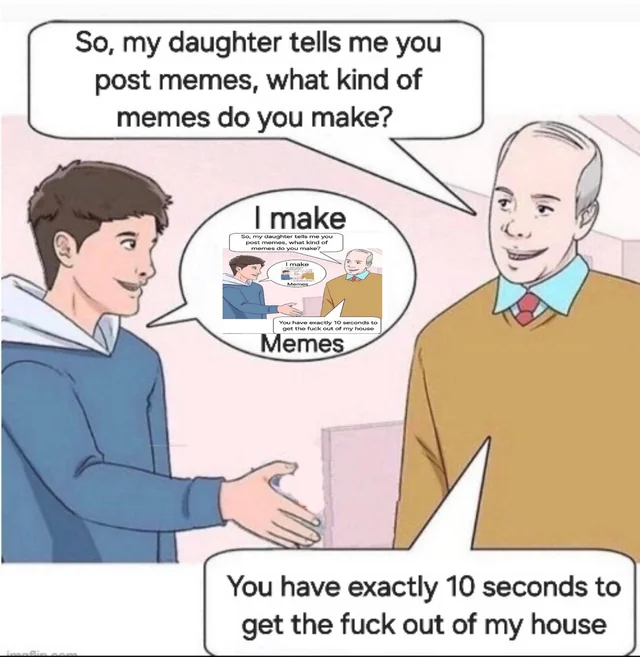 So, my daughter tells me you
post memes, what kind of
memes do you make?
I make
So, my daughter tells me you
post memes, what kind of
memes do you make?
I make
Memes
You have exactly 10 seconds to
get the fuck out of my house
Memes
You have exactly 10 seconds to
get the fuck out of my house
imgflip.com